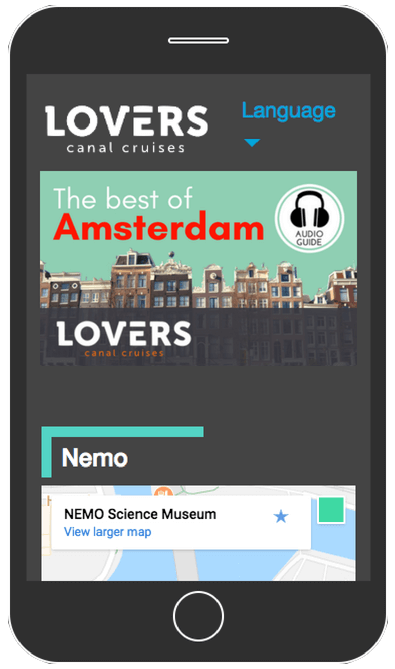 LOVERS
canal cruises
Language
The best of
Amsterdam
AUDIO
GUIDE
LOVERS
canal cruises
Nemo
NEMO Science Museum
View larger map